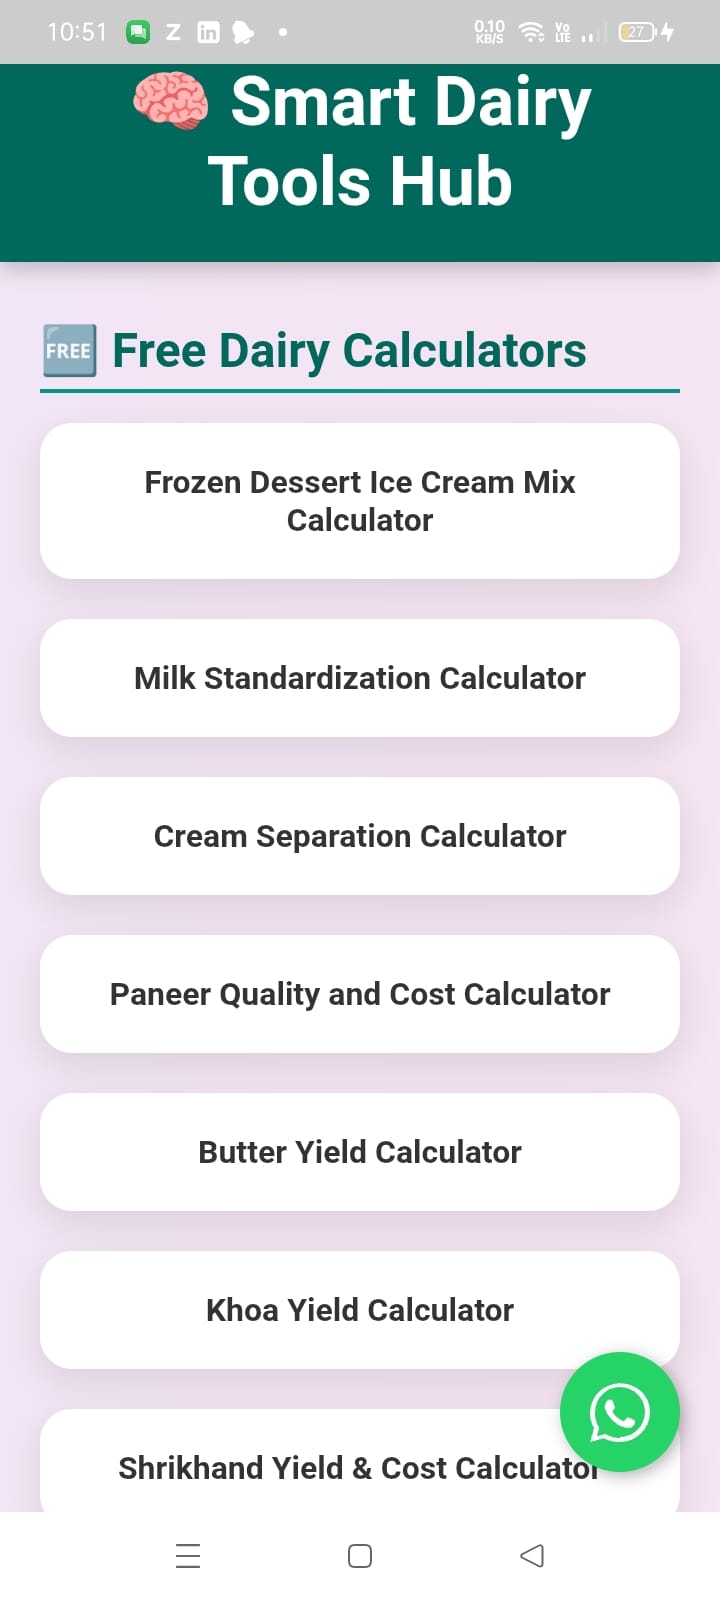 10:51 Z in 0.10 KB/S Vo LTE 27
Smart Dairy
Tools Hub
FREE Free Dairy Calculators
Frozen Dessert Ice Cream Mix
Calculator
Milk Standardization Calculator
Cream Separation Calculator
Paneer Quality and Cost Calculator
Butter Yield Calculator
Khoa Yield Calculator
Shrikhand Yield & Cost Calculator